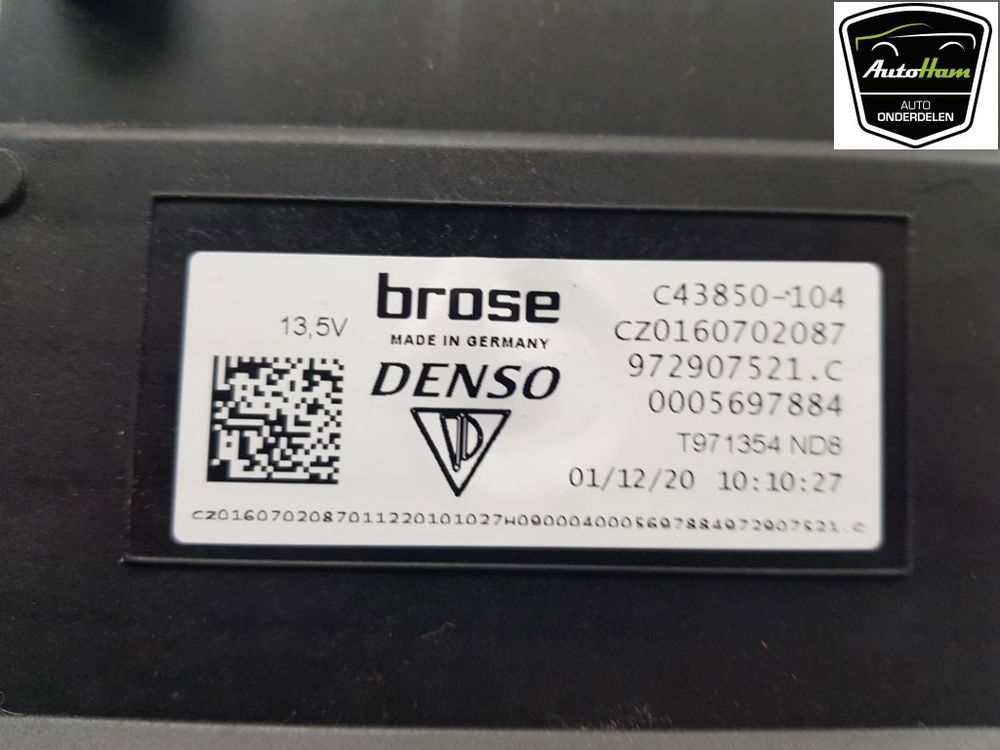 AutoHam
AUTO
ONDERDELEN
brose
13,5V
MADE IN GERMANY
DENSO
C43850-104
CZ0160702087
972907521.C
0005697884
T971354 ND8
01/12/20 10:10:27
CZ0160702087011220101027H0900040005697884972907521.C